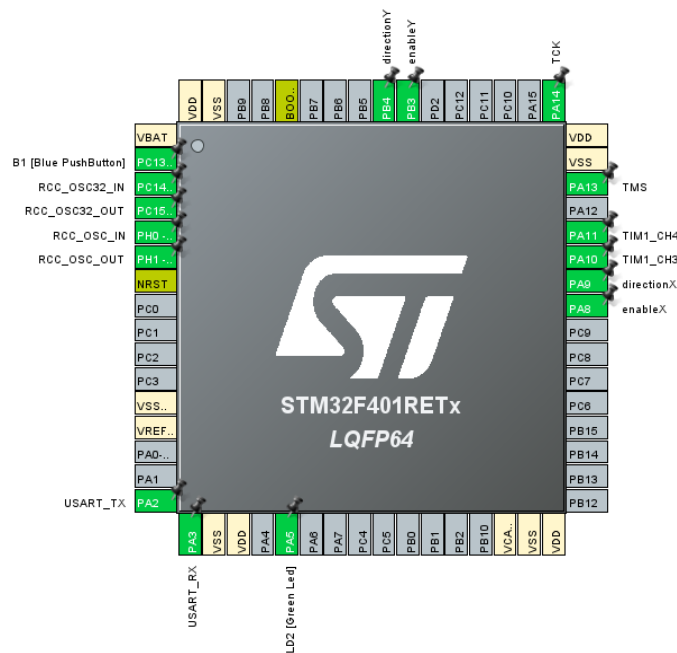 directionY
enableY
TCK
VDD
VSS
PB9
PB8
BOO..
PB7
PB6
PB5
PB4
PB3
PD2
PC12
PC11
PC10
PA15
PA14
VBAT
B1 [Blue PushButton] PC13..
RCC_OSC32_IN PC14..
RCC_OSC32_OUT PC15..
RCC_OSC_IN PH0 -..
RCC_OSC_OUT PH1 -..
NRST
PC0
PC1
PC2
PC3
VSS..
VREF..
PA0-..
PA1
USART_TX PA2
VDD
VSS
PA13 TMS
PA12
PA11 TIM1_CH4
PA10 TIM1_CH3
PA9 directionX
PA8 enableX
PC9
PC8
PC7
PC6
PB15
PB14
PB13
PB12
ST
STM32F401RETx
LQFP64
PA3
VSS
VDD
PA4
PA5
PA6
PA7
PC4
PC5
PB0
PB1
PB2
PB10
VCA..
VSS
VDD
USART_RX
LD2 [Green Led]